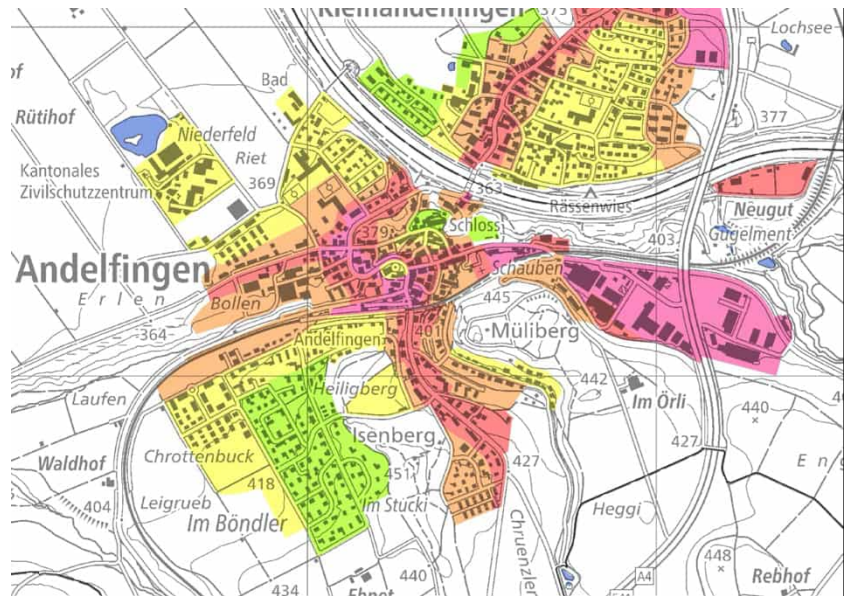 Kleinandelfingen
375
Lochsee
of
Bad
Rütihof
Niederfeld
377
Riet
Kantonales
Zivilschutzzentrum
369
363
Rässenwies
Neugut
379
Schloss
Gugelment
403
Andelfingen
Schauben
Erlen
Bollen
445
364
401
Müliberg
Andelfingen
Laufen
Heiligberg
442
Im Örli
440
Isenberg
427
Chrottenbuck
Waldhof
451
427
Eng
418
404
Leigrueb
Im Stucki
Im Böndler
Heggi
Chruenzler
448
440
A4
Rebhof
434
Ebnet